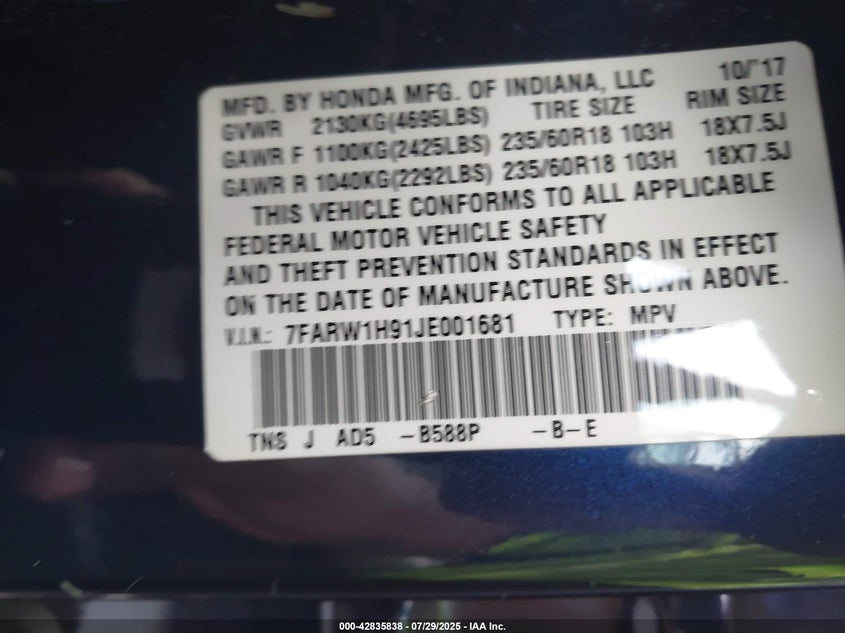 MFD. BY HONDA MFG. OF INDIANA, LLC 10/'17
GVWR 2130KG(4695LBS) TIRE SIZE RIM SIZE
GAWR F 1100KG(2425LBS) 235/60R18 103H 18X7.5J
GAWR R 1040KG(2292LBS) 235/60R18 103H 18X7.5J
THIS VEHICLE CONFORMS TO ALL APPLICABLE
FEDERAL MOTOR VEHICLE SAFETY
AND THEFT PREVENTION STANDARDS IN EFFECT
ON THE DATE OF MANUFACTURE SHOWN ABOVE.
V.I.N.: 7FARW1H91JE001681 TYPE: MPV
TNS J AD5 -B588P -B-E
000-42835838 - 07/29/2025 - IAA Inc.